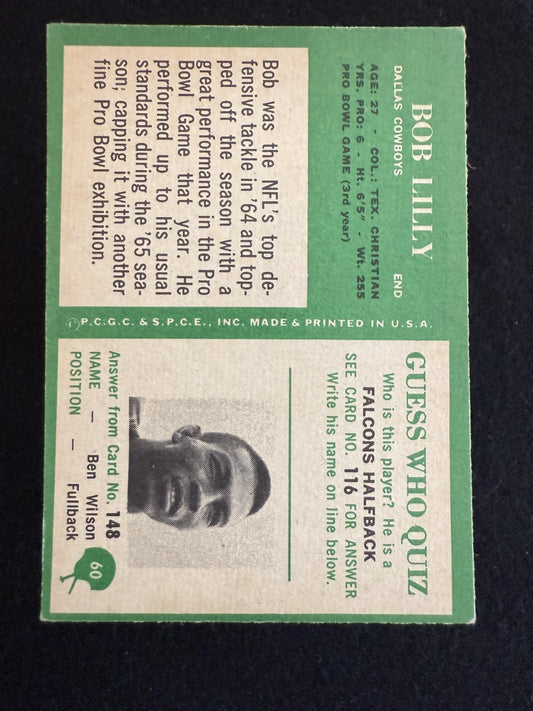 BOB LILLY
DALLAS COWBOYS END
AGE: 27 - COL.: TEX. CHRISTIAN
YRS. PRO: 6 - Ht. 6'5" - Wt. 255
PRO BOWL GAME (3rd year)
Bob was the NFL's top de-
fensive tackle in '64 and top-
ped off the season with a
great performance in the Pro
Bowl Game that year. He
performed up to his usual
standards during the '65 sea-
son; capping it with another
fine Pro Bowl exhibition.
©P.C.G.C. & S.P.C.E., INC. MADE & PRINTED IN U.S.A.
GUESS WHO QUIZ
Who is this player? He is a
FALCONS HALFBACK
SEE CARD NO. 116 FOR ANSWER
Write his name on line below.
Answer from Card No. 148
NAME — Ben Wilson
POSITION — Fullback
60